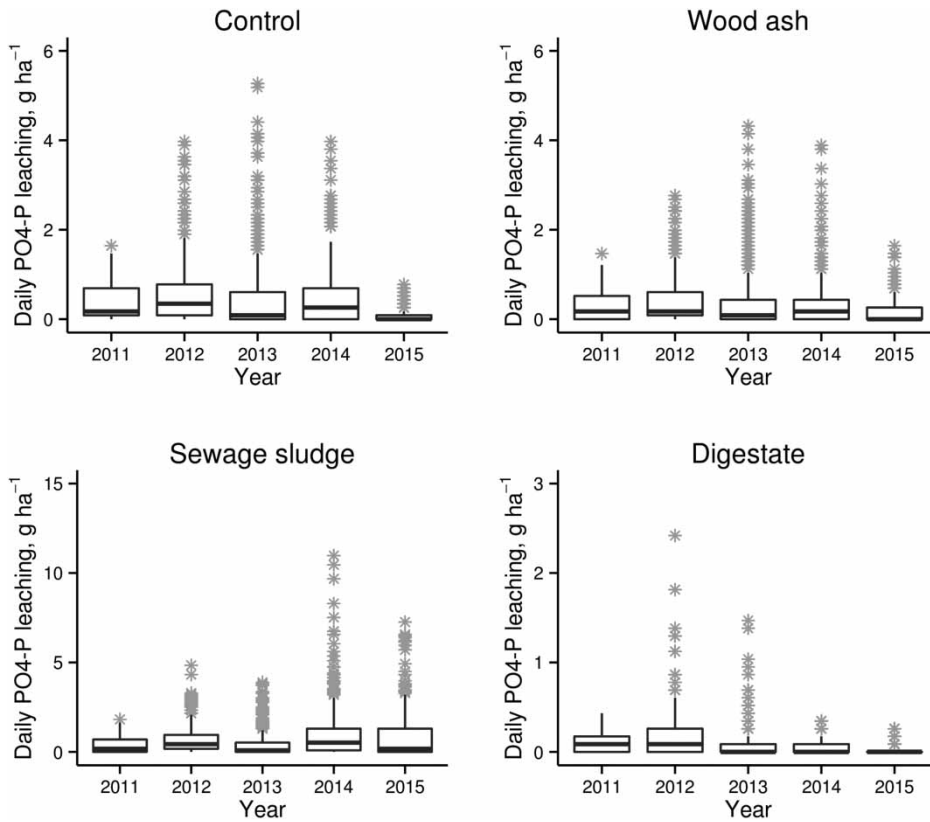 Control
Daily PO4-P leaching, g ha⁻¹
6
4
2
0
2011 2012 2013 2014 2015
Year
Wood ash
Daily PO4-P leaching, g ha⁻¹
6
4
2
0
2011 2012 2013 2014 2015
Year
Sewage sludge
Daily PO4-P leaching, g ha⁻¹
15
10
5
0
2011 2012 2013 2014 2015
Year
Digestate
Daily PO4-P leaching, g ha⁻¹
3
2
1
0
2011 2012 2013 2014 2015
Year